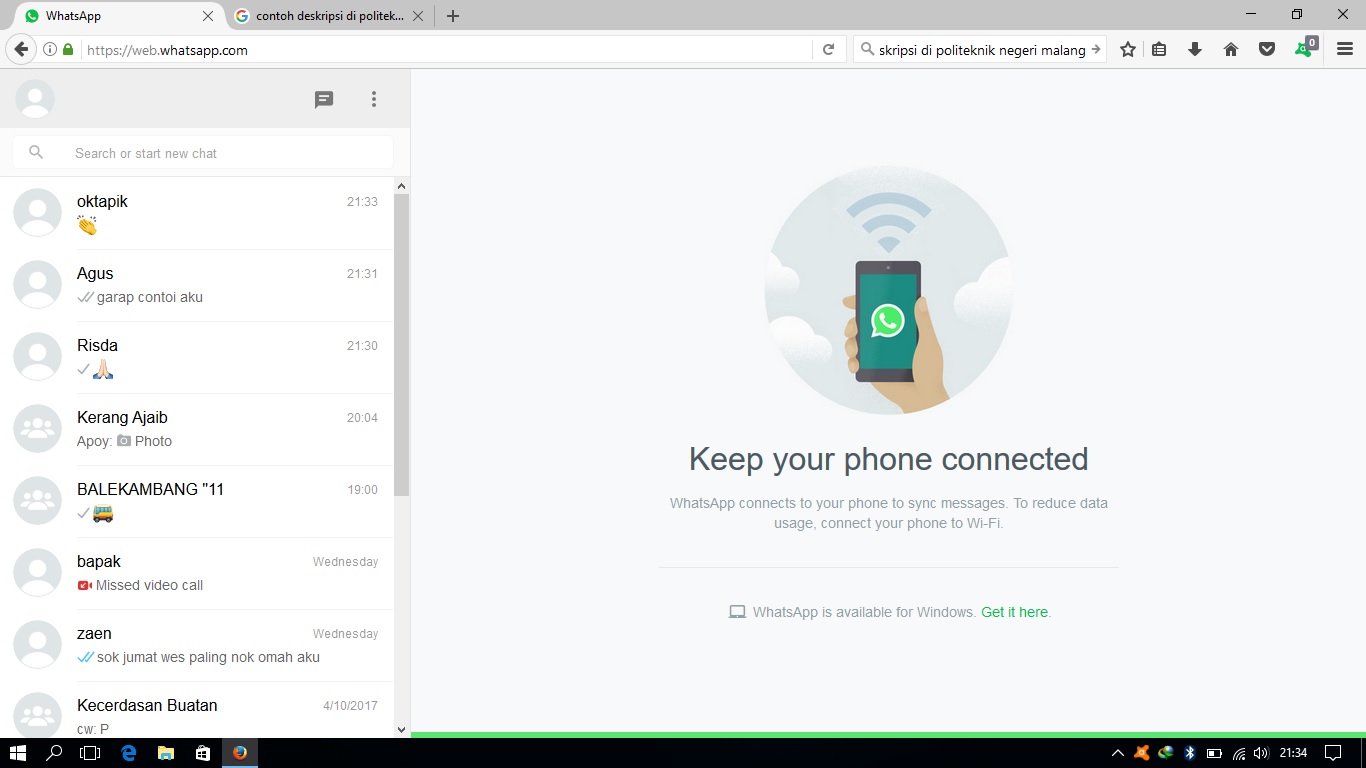 WhatsApp
contoh deskripsi di politek...
https://web.whatsapp.com
skripsi di politeknik negeri malang
0
Search or start new chat
oktapik 21:33
Agus 21:31
garap contoi aku
Risda 21:30
Kerang Ajaib 20:04
Apoy: Photo
BALEKAMBANG "11 19:00
bapak Wednesday
Missed video call
zaen Wednesday
sok jumat wes paling nok omah aku
Kecerdasan Buatan 4/10/2017
cw: P
Keep your phone connected
WhatsApp connects to your phone to sync messages. To reduce data
usage, connect your phone to Wi-Fi.
WhatsApp is available for Windows. Get it here.
21:34